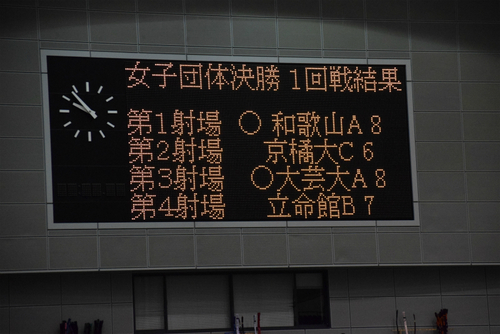 女子団体決勝 1回戦結果
第1射場 ○ 和歌山A 8
第2射場 京橘大C 6
第3射場 ○大芸大A 8
第4射場 立命館B 7